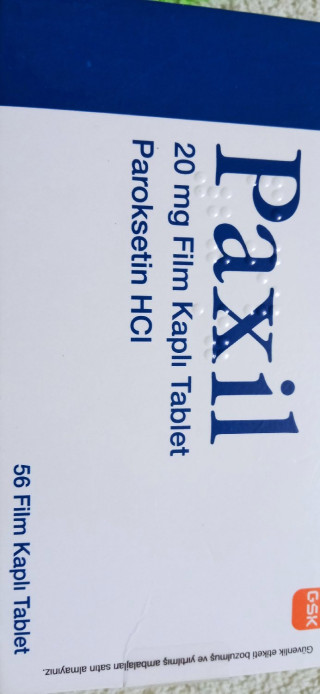 Paxil
20 mg Film Kaplı Tablet
Paroksetin HCl
56 Film Kaplı Tablet
GSK
Güvenlik etiketi bozulmuş ve yırtılmış ambalajları satın almayınız.